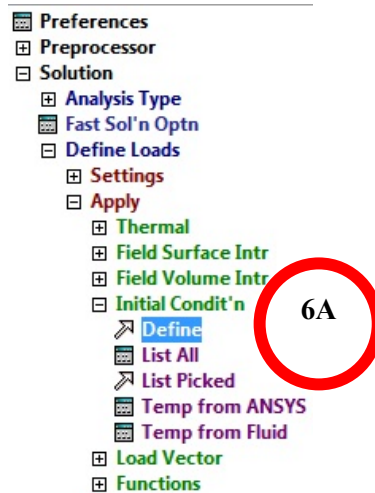 Preferences
Preprocessor
Solution
Analysis Type
Fast Sol'n Optn
Define Loads
Settings
Apply
Thermal
Field Surface Intr
Field Volume Intr
Initial Condit'n
6A
Define
List All
List Picked
Temp from ANSYS
Temp from Fluid
Load Vector
Functions